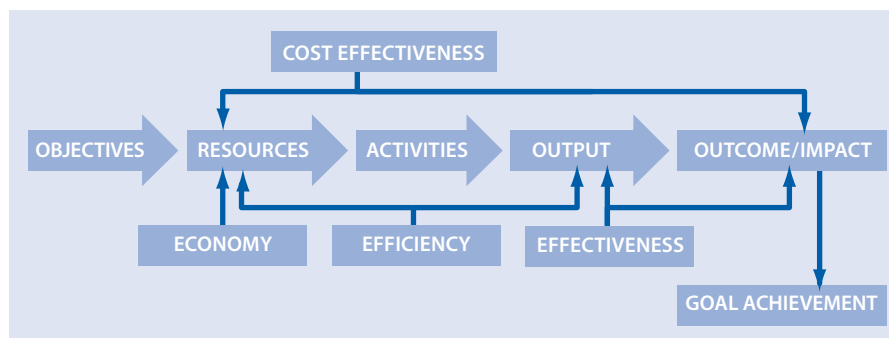 COST EFFECTIVENESS
OBJECTIVES
RESOURCES
ACTIVITIES
OUTPUT
OUTCOME/IMPACT
ECONOMY
EFFICIENCY
EFFECTIVENESS
GOAL ACHIEVEMENT